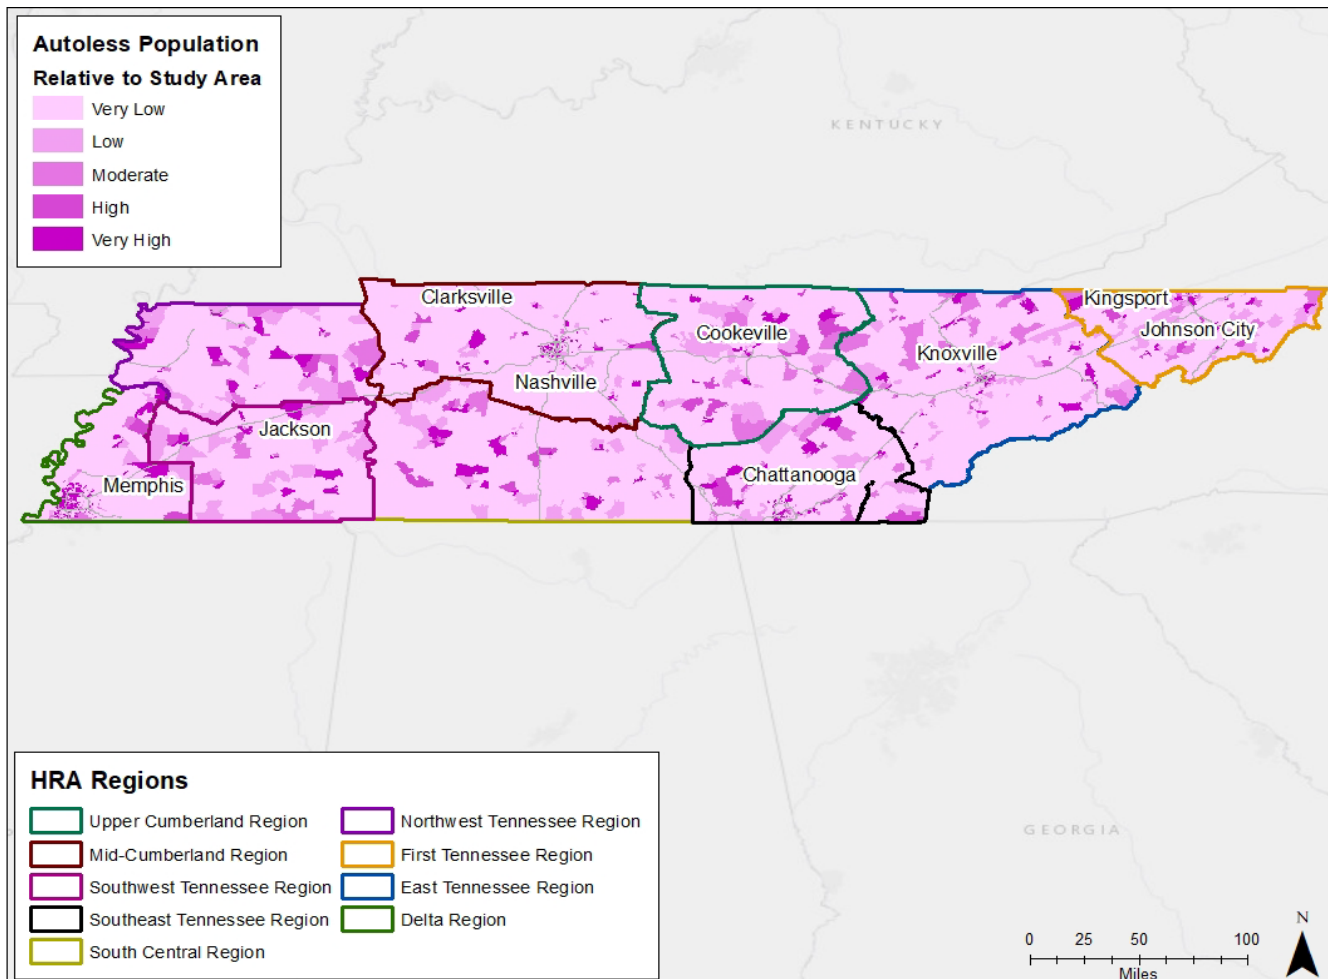 Autoless Population
Relative to Study Area
Very Low
Low
Moderate
High
Very High
KENTUCKY
Clarksville
Cookeville
Kingsport
Johnson City
Knoxville
Nashville
Jackson
Chattanooga
Memphis
GEORGIA
HRA Regions
Upper Cumberland Region
Mid-Cumberland Region
Southwest Tennessee Region
Southeast Tennessee Region
South Central Region
Northwest Tennessee Region
First Tennessee Region
East Tennessee Region
Delta Region
N
0 25 50 100
Miles